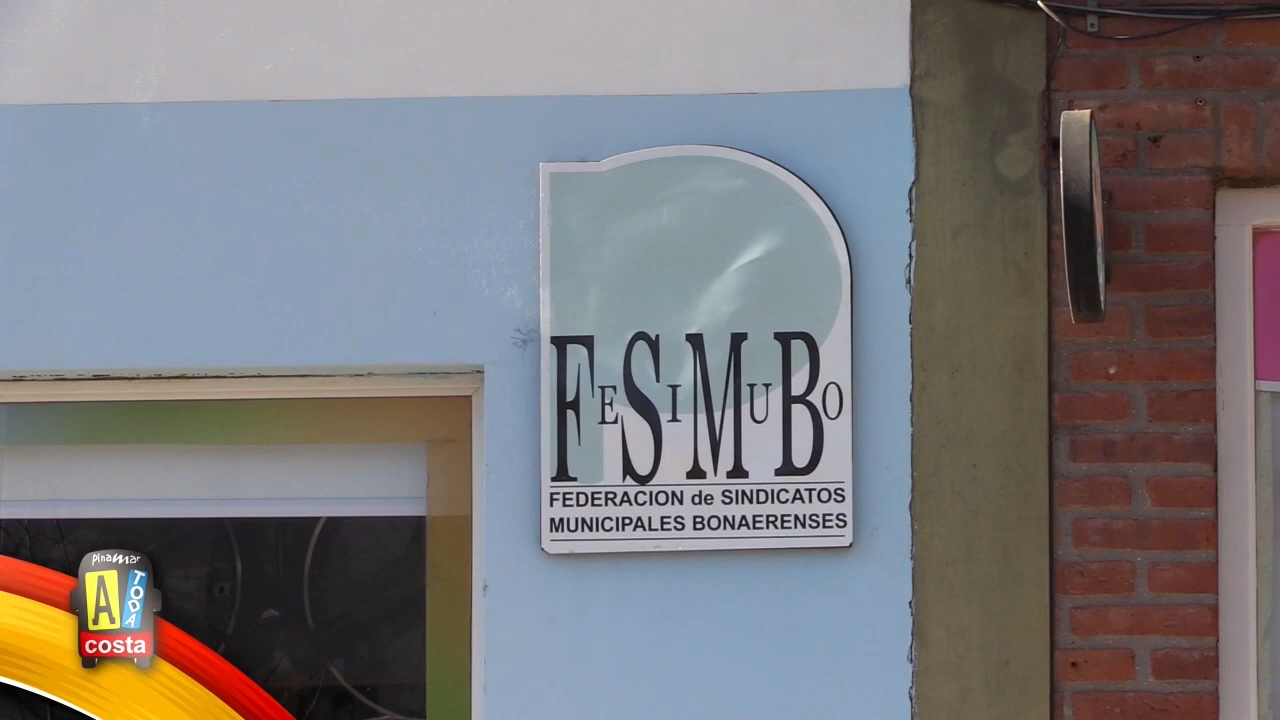 FESIMUBO
FEDERACION de SINDICATOS
MUNICIPALES BONAERENSES
Pinamar
A TODA
costa